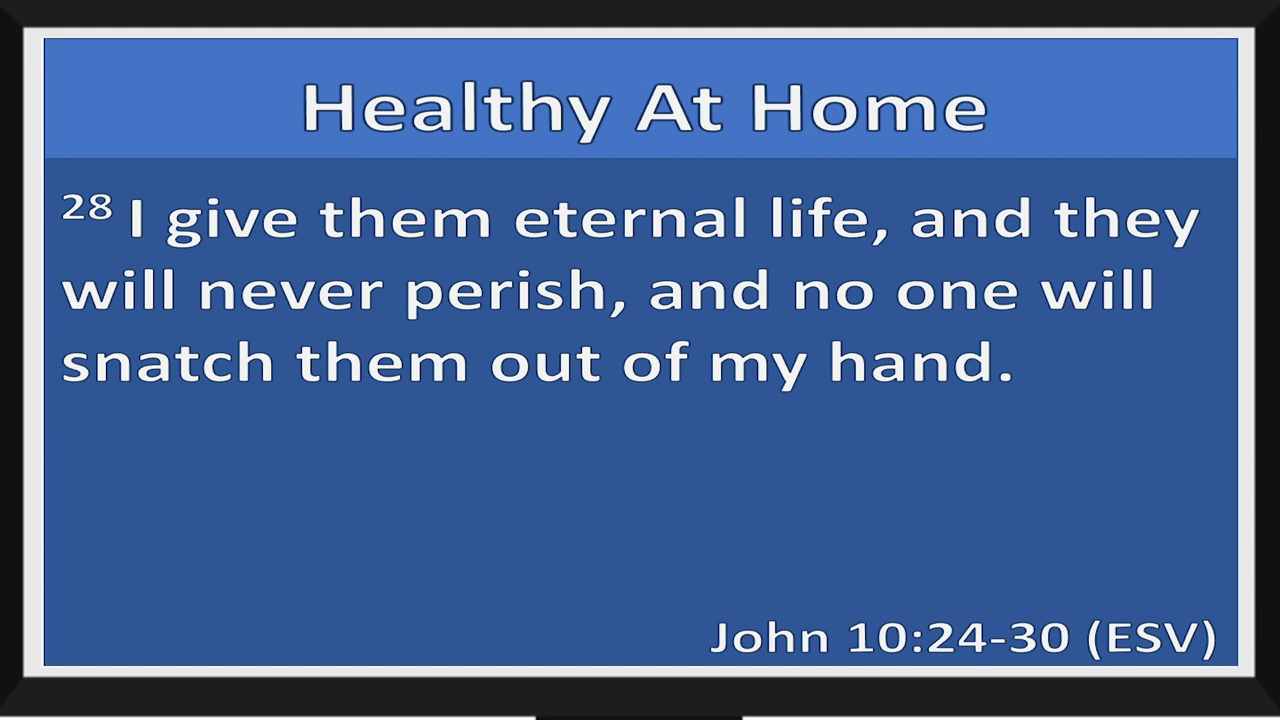 Healthy At Home
28 I give them eternal life, and they
will never perish, and no one will
snatch them out of my hand.
John 10:24-30 (ESV)